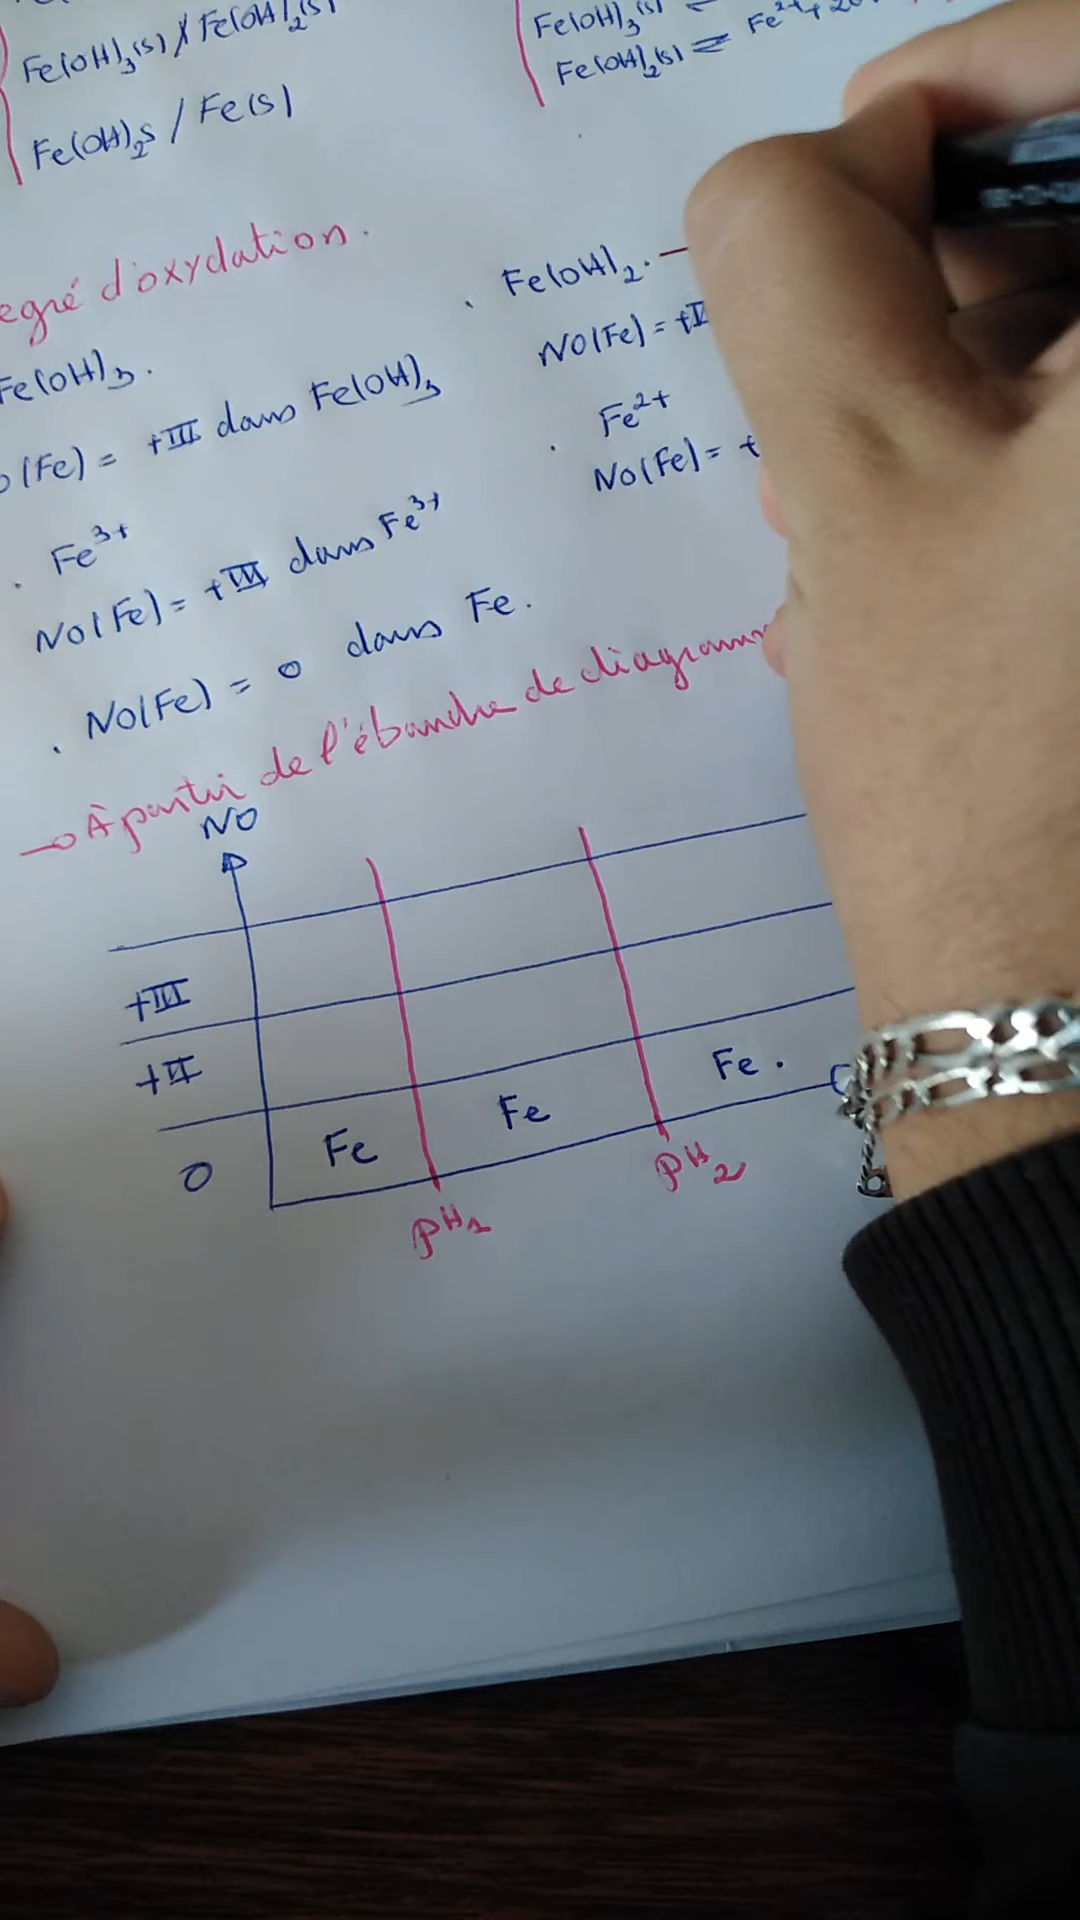 Fe(OH)3(s) / Fe(OH)2(s)
Fe(OH)2s / Fe(s)
Fe(OH)3(s)
Fe(OH)2(s) ⇌ Fe2+ + 2O
egré d'oxydation.
Fe(OH)3.
o(Fe) = +III dans Fe(OH)3
. Fe3+
No(Fe) = +III dans Fe3+
. No(Fe) = 0 dans Fe.
. Fe(OH)2. —
NO(Fe) = +I
. Fe2+
No(Fe) = +
→ À partir de l'ébauche de diagramm
NO
+III
+II
0
Fe
Fe
Fe.
pH1
pH2